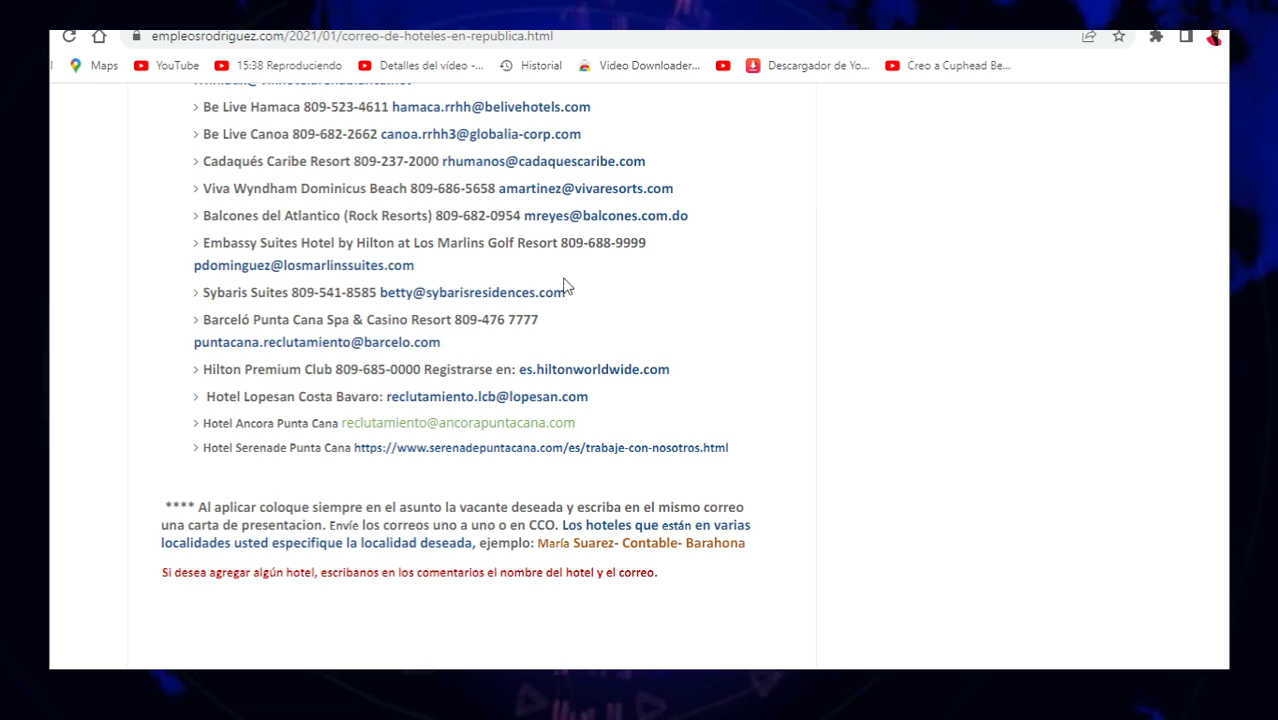 empleosrodriguez.com/2021/01/correo-de-hoteles-en-republica.html
Maps YouTube 15:38 Reproduciendo Detalles del vídeo -... Historial Video Downloader... Descargador de Yo... Creo a Cuphead Be...
> Be Live Hamaca 809-523-4611 hamaca.rrhh@belivehotels.com
> Be Live Canoa 809-682-2662 canoa.rrhh3@globalia-corp.com
> Cadaqués Caribe Resort 809-237-2000 rhumanos@cadaquescaribe.com
> Viva Wyndham Dominicus Beach 809-686-5658 amartinez@vivaresorts.com
> Balcones del Atlantico (Rock Resorts) 809-682-0954 mreyes@balcones.com.do
> Embassy Suites Hotel by Hilton at Los Marlins Golf Resort 809-688-9999
pdominguez@losmarlinssuites.com
> Sybaris Suites 809-541-8585 betty@sybarisresidences.com
> Barceló Punta Cana Spa & Casino Resort 809-476 7777
puntacana.reclutamiento@barcelo.com
> Hilton Premium Club 809-685-0000 Registrarse en: es.hiltonworldwide.com
> Hotel Lopesan Costa Bavaro: reclutamiento.lcb@lopesan.com
> Hotel Ancora Punta Cana reclutamiento@ancorapuntacana.com
> Hotel Serenade Punta Cana https://www.serenadepuntacana.com/es/trabaje-con-nosotros.html
**** Al aplicar coloque siempre en el asunto la vacante deseada y escriba en el mismo correo
una carta de presentacion. Envíe los correos uno a uno o en CCO. Los hoteles que están en varias
localidades usted especifique la localidad deseada, ejemplo: María Suarez- Contable- Barahona
Si desea agregar algún hotel, escribanos en los comentarios el nombre del hotel y el correo.